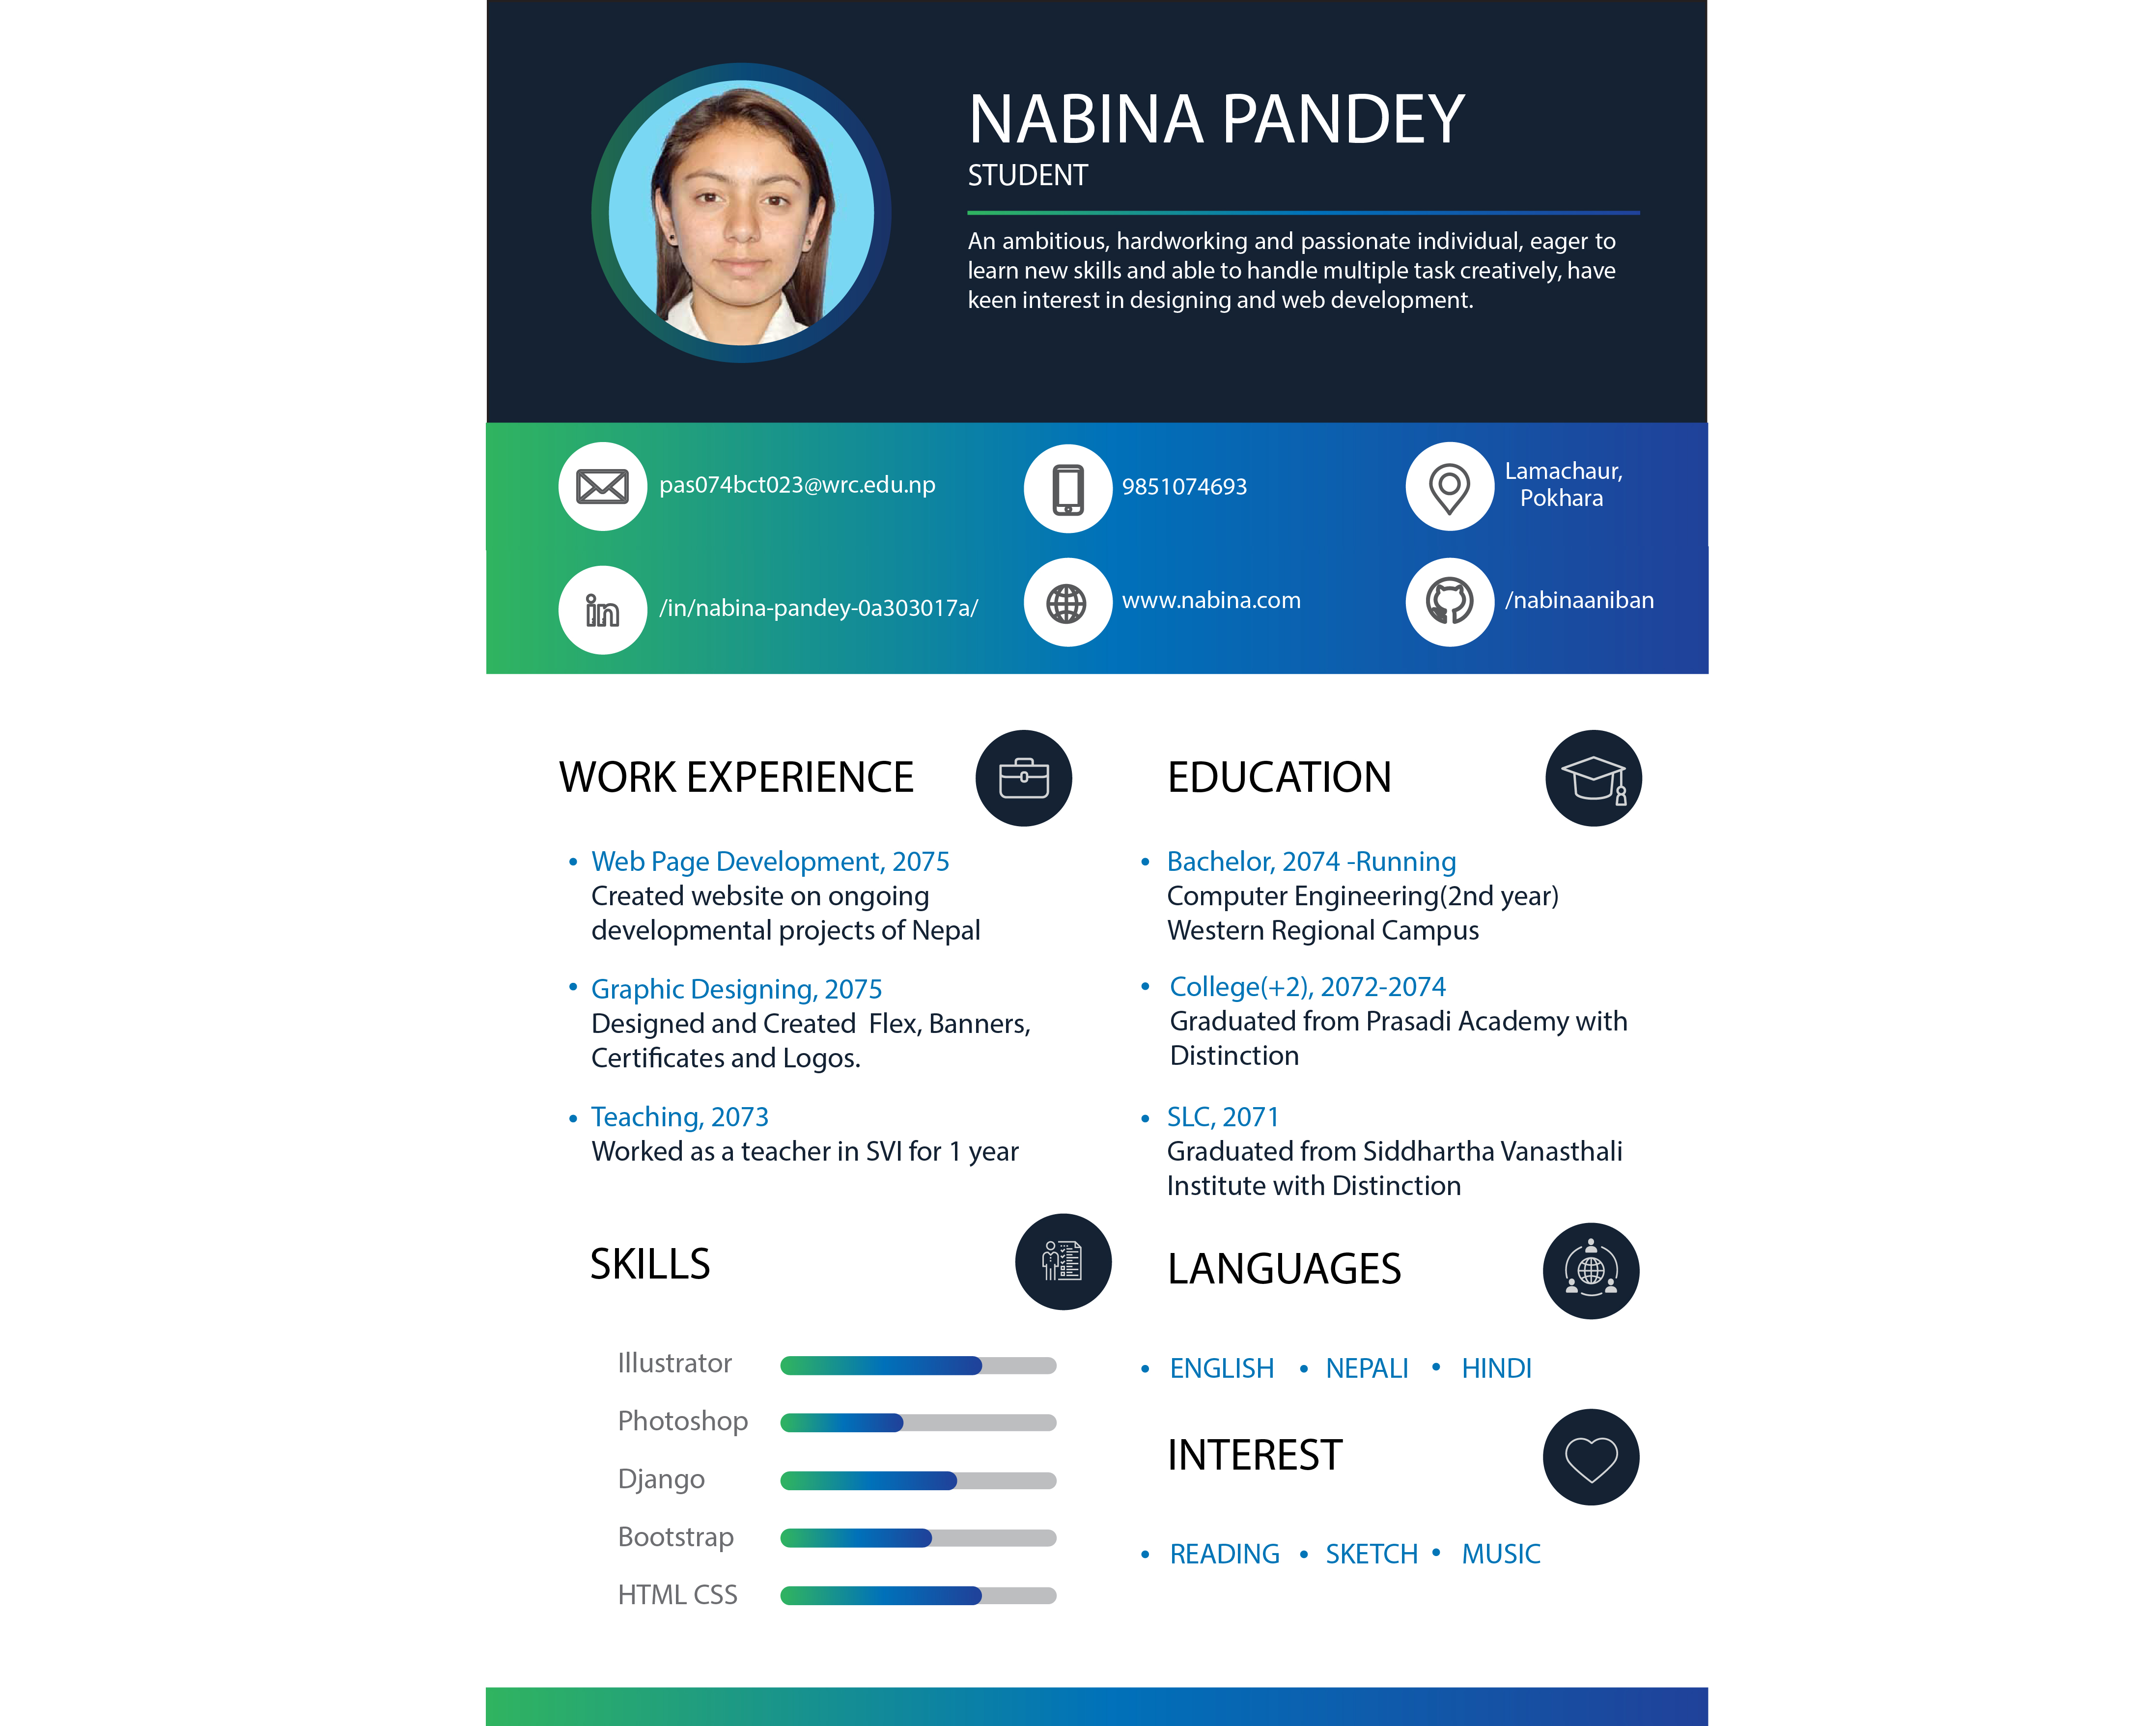 NABINA PANDEY
STUDENT
An ambitious, hardworking and passionate individual, eager to
learn new skills and able to handle multiple task creatively, have
keen interest in designing and web development.
pas074bct023@wrc.edu.np
9851074693
Lamachaur,
Pokhara
/in/nabina-pandey-0a303017a/
www.nabina.com
/nabinaaniban
WORK EXPERIENCE
• Web Page Development, 2075
Created website on ongoing
developmental projects of Nepal
• Graphic Designing, 2075
Designed and Created  Flex, Banners,
Certificates and Logos.
• Teaching, 2073
Worked as a teacher in SVI for 1 year
EDUCATION
• Bachelor, 2074 -Running
Computer Engineering(2nd year)
Western Regional Campus
• College(+2), 2072-2074
Graduated from Prasadi Academy with
Distinction
• SLC, 2071
Graduated from Siddhartha Vanasthali
Institute with Distinction
SKILLS
Illustrator
Photoshop
Django
Bootstrap
HTML CSS
LANGUAGES
• ENGLISH • NEPALI • HINDI
INTEREST
• READING • SKETCH • MUSIC